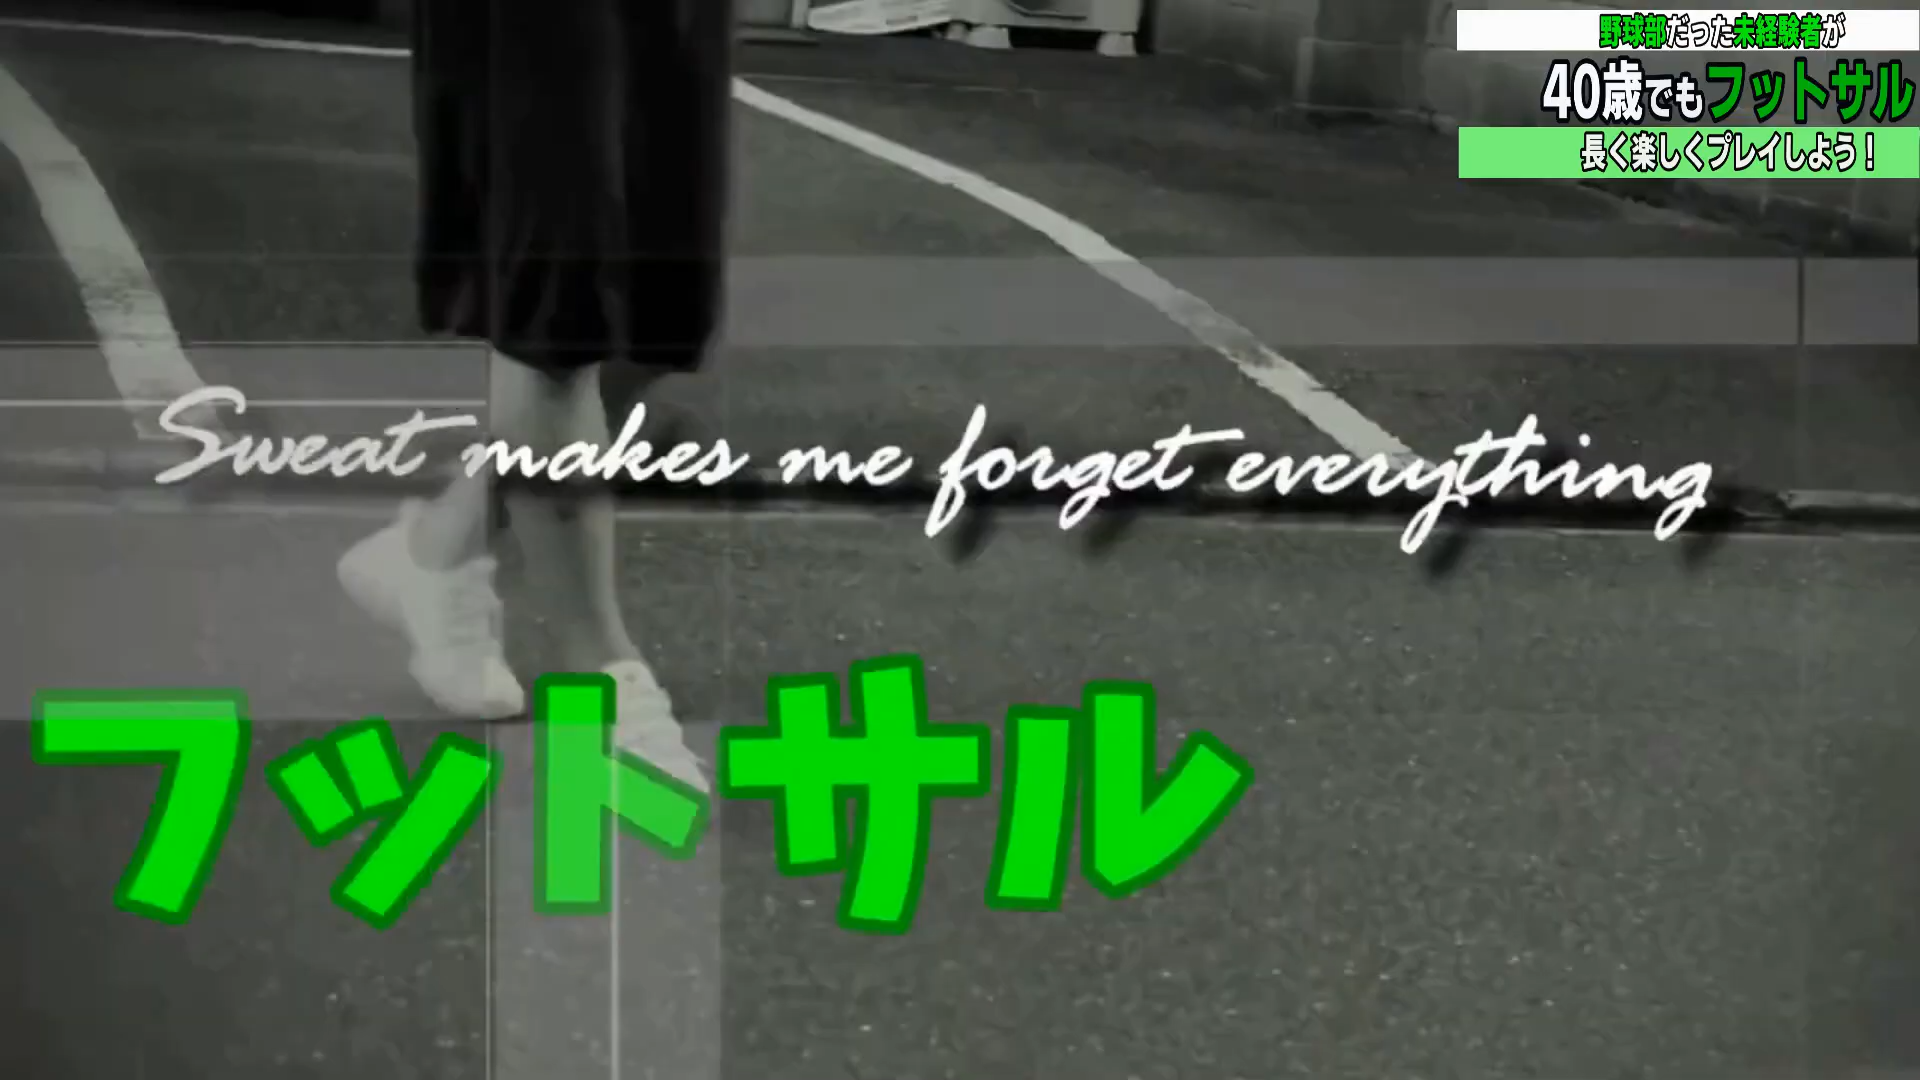 野球部だった未経験者が
40歳でもフットサル
長く楽しくプレイしよう！
Sweat makes me forget everything
フットサル